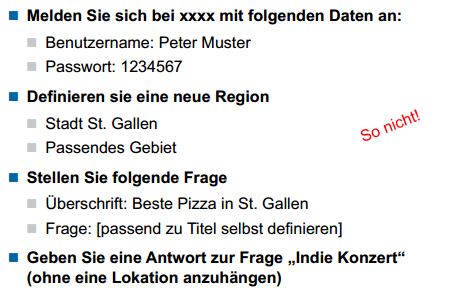 Melden Sie sich bei xxxx mit folgenden Daten an:
Benutzername: Peter Muster
Passwort: 1234567
Definieren sie eine neue Region
Stadt St. Gallen
Passendes Gebiet
So nicht!
Stellen Sie folgende Frage
Überschrift: Beste Pizza in St. Gallen
Frage: [passend zu Titel selbst definieren]
Geben Sie eine Antwort zur Frage „Indie Konzert“
(ohne eine Lokation anzuhängen)